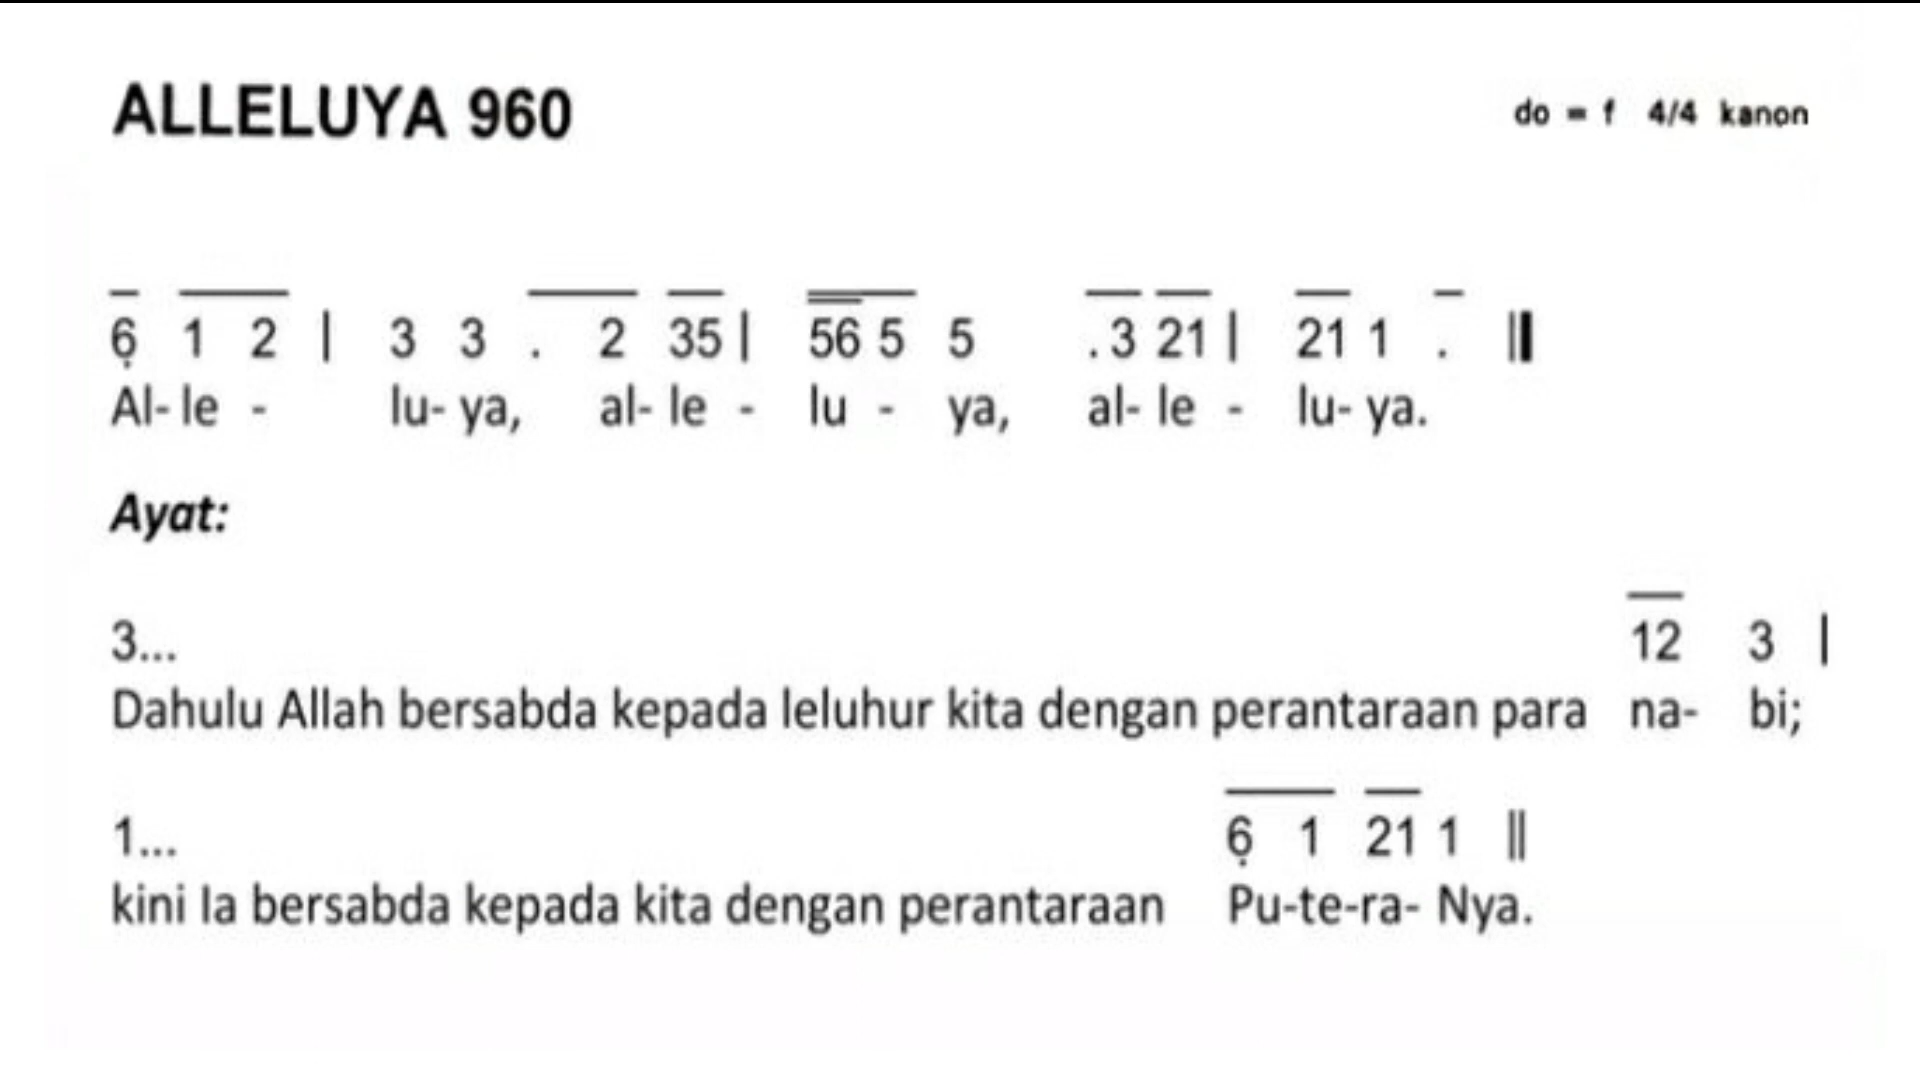 ALLELUYA 960
do = f 4/4 kanon
6̣ 1 2 | 3 3 . 2 35 | 56 5 5 .3 21 | 21 1 . ‖
Al- le - lu- ya, al- le - lu - ya, al- le - lu- ya.
Ayat:
3... 12 3 |
Dahulu Allah bersabda kepada leluhur kita dengan perantaraan para na- bi;
1... 6̣ 1 21 1 ||
kini Ia bersabda kepada kita dengan perantaraan Pu-te-ra- Nya.